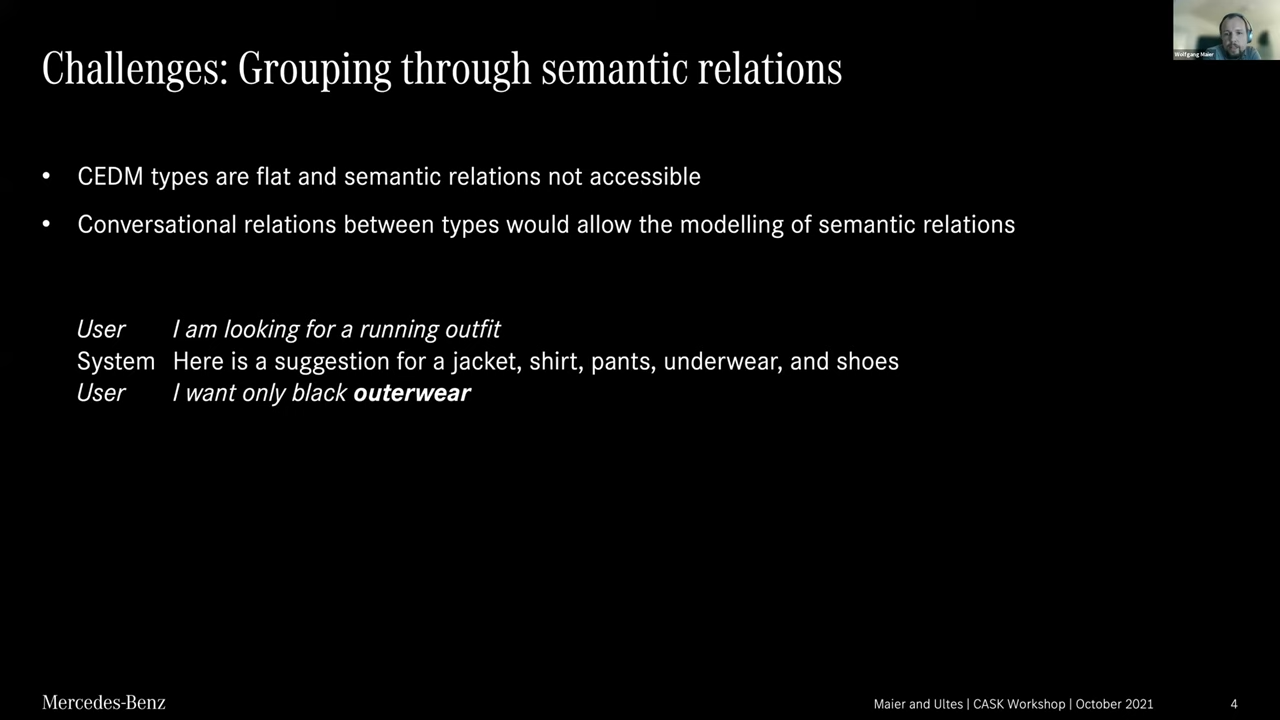 Wolfgang Maier
Challenges: Grouping through semantic relations
• CEDM types are flat and semantic relations not accessible
• Conversational relations between types would allow the modelling of semantic relations
User I am looking for a running outfit
System Here is a suggestion for a jacket, shirt, pants, underwear, and shoes
User I want only black outerwear
Mercedes-Benz
Maier and Ultes | CASK Workshop | October 2021 4